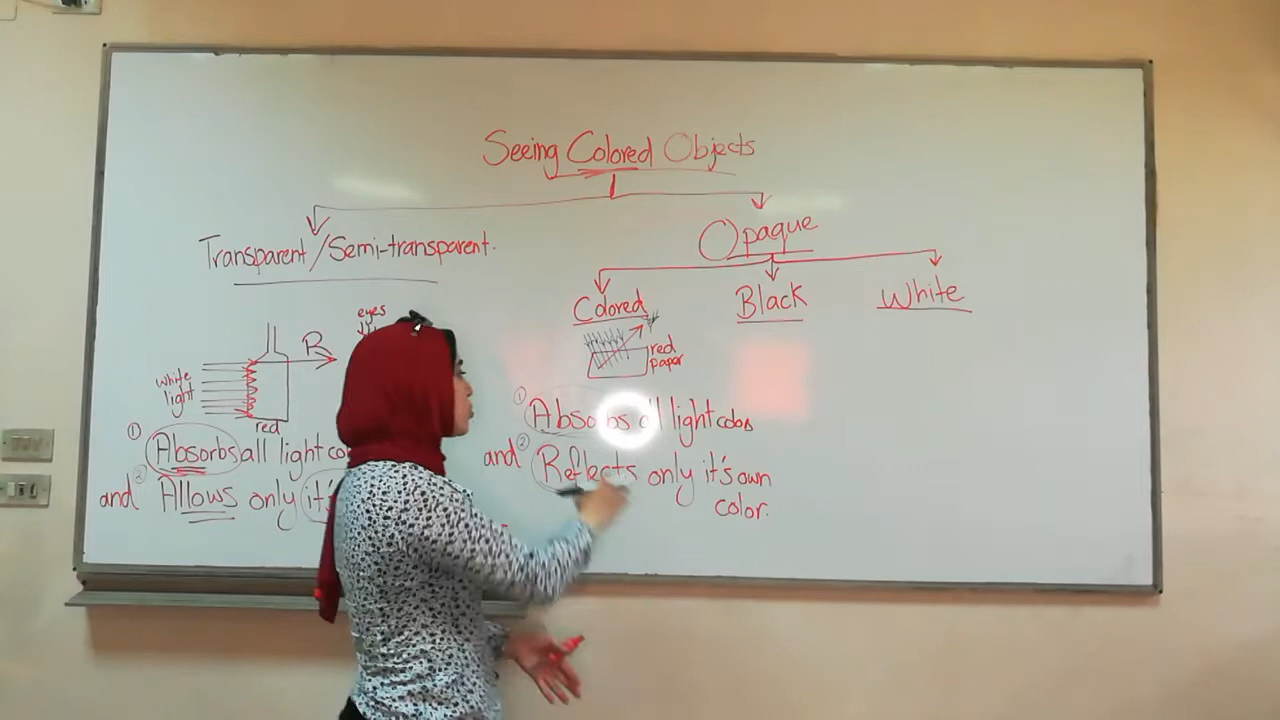 Seeing Colored Objects
Transparent/Semi-transparent.
Opaque
Colored
Black
White
eyes
R
white
light
red
① Absorbs all light co
and ② Allows only it's
red
paper
① Absorbs all light colors
and ② Reflects only it's own
color.